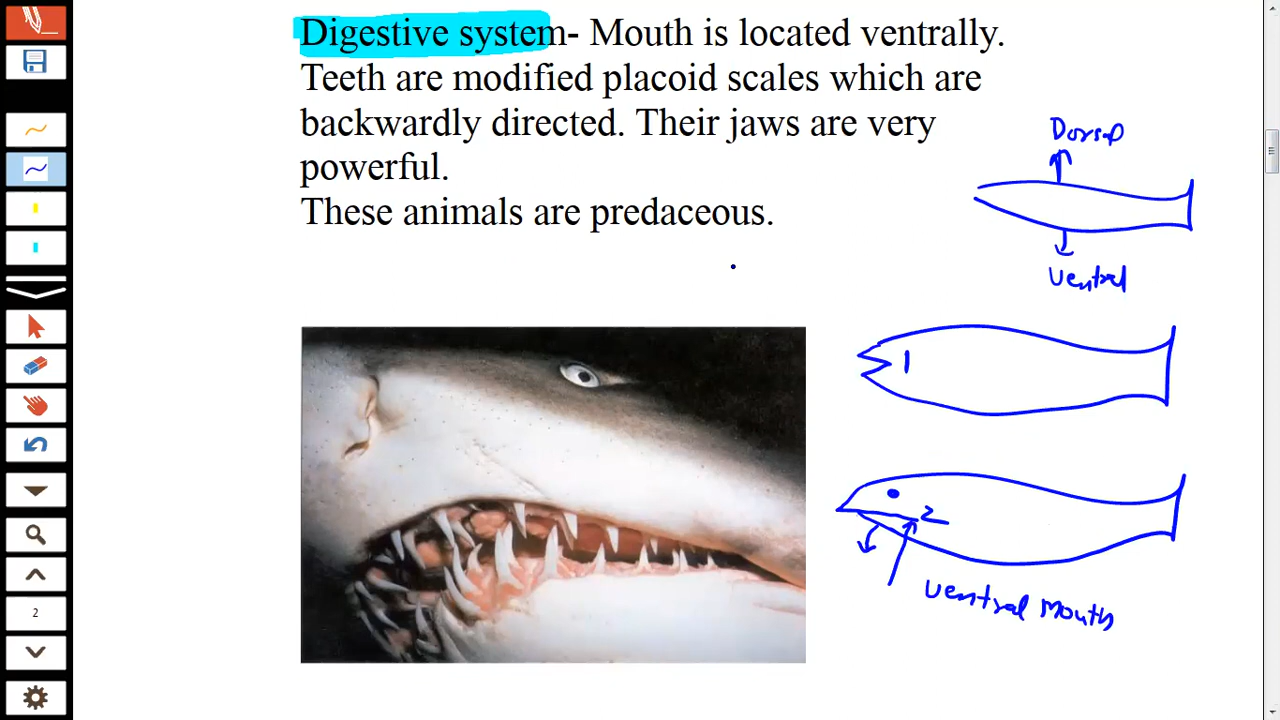 Digestive system- Mouth is located ventrally.
Teeth are modified placoid scales which are
backwardly directed. Their jaws are very
powerful.
These animals are predaceous.
Dorsal
Ventral
1
2
Ventral Mouth
2